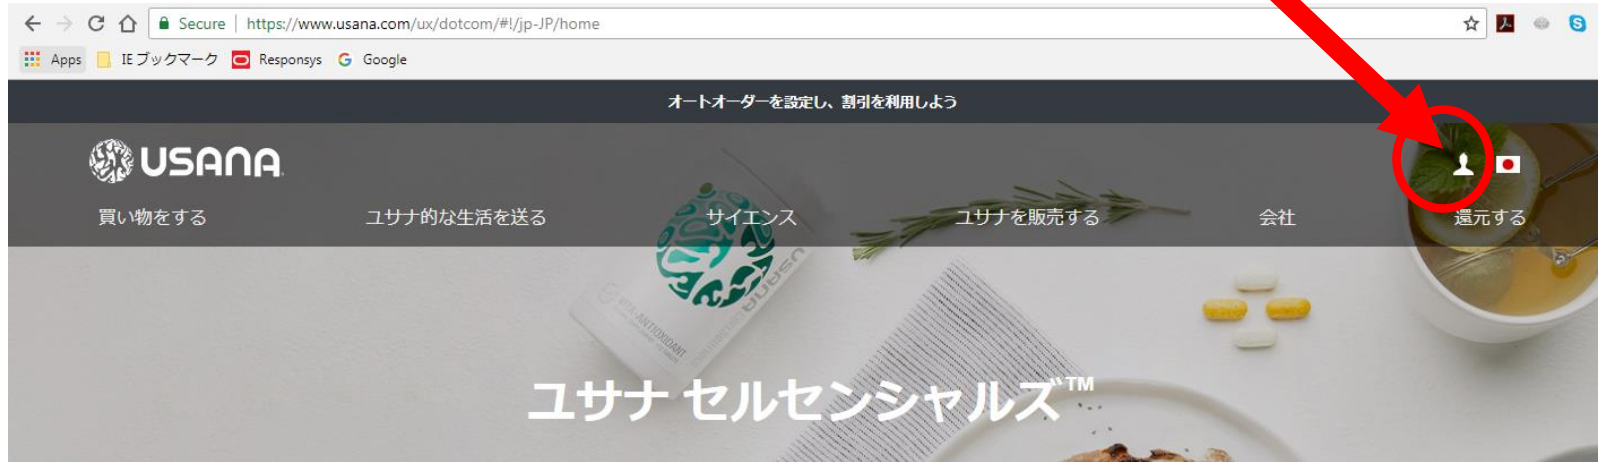 Secure | https://www.usana.com/ux/dotcom/#!/jp-JP/home
Apps IE ブックマーク Responsys Google
オートオーダーを設定し、割引を利用しよう
USANA
買い物をする ユサナ的な生活を送る サイエンス ユサナを販売する 会社 還元する
USANA
VITA-ANTIOXIDANT
ユサナ セルセンシャルズ™